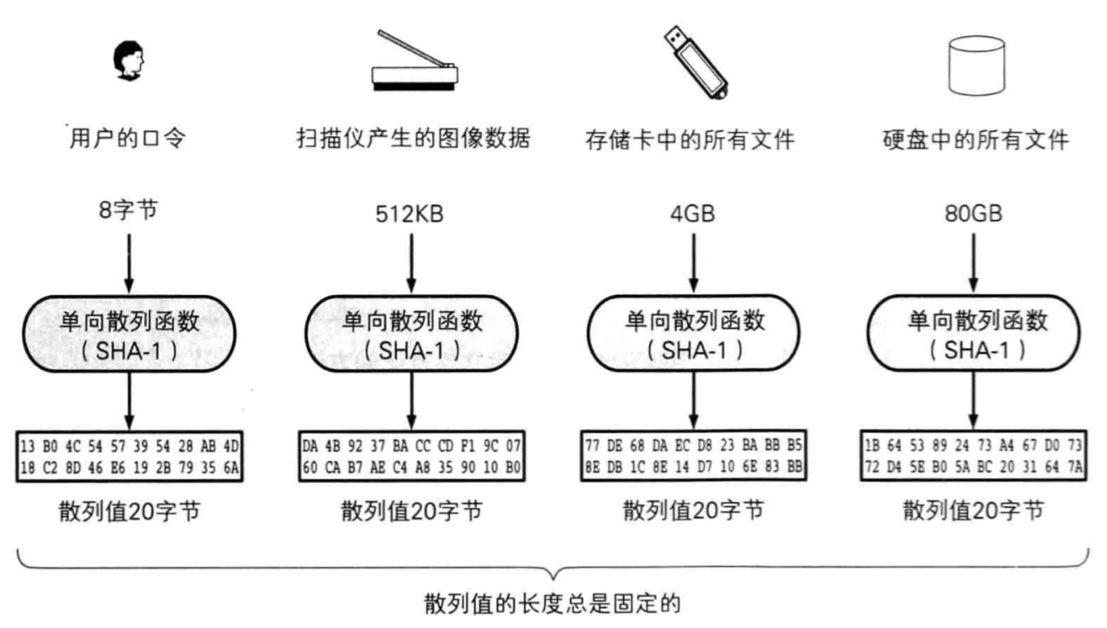 用户的口令
扫描仪产生的图像数据
存储卡中的所有文件
硬盘中的所有文件
8字节
512KB
4GB
80GB
单向散列函数
(SHA-1)
单向散列函数
(SHA-1)
单向散列函数
(SHA-1)
单向散列函数
(SHA-1)
13 B0 4C 54 57 39 54 28 AB 4D
18 C2 8D 46 E6 19 2B 79 35 6A
DA 4B 92 37 BA CC CD F1 9C 07
60 CA B7 AE C4 A8 35 90 10 B0
77 DE 68 DA EC D8 23 BA BB B5
8E DB 1C 8E 14 D7 10 6E 83 BB
1B 64 53 89 24 73 A4 67 D0 73
72 D4 5E B0 5A BC 20 31 64 7A
散列值20字节
散列值20字节
散列值20字节
散列值20字节
散列值的长度总是固定的